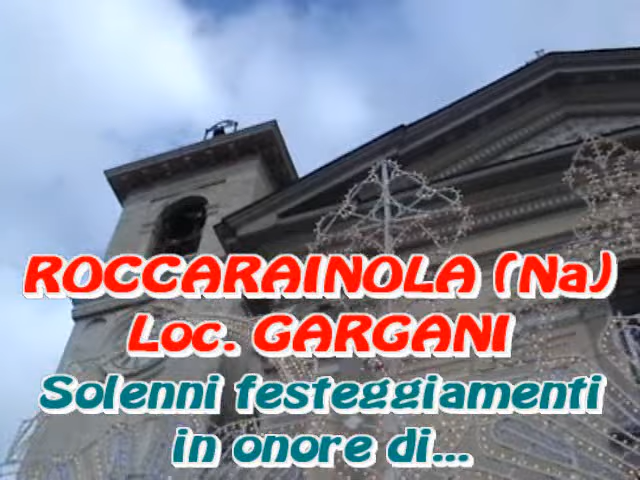 ROCCARAINOLA (Na)
Loc. GARGANI
Solenni festeggiamenti
in onore di...